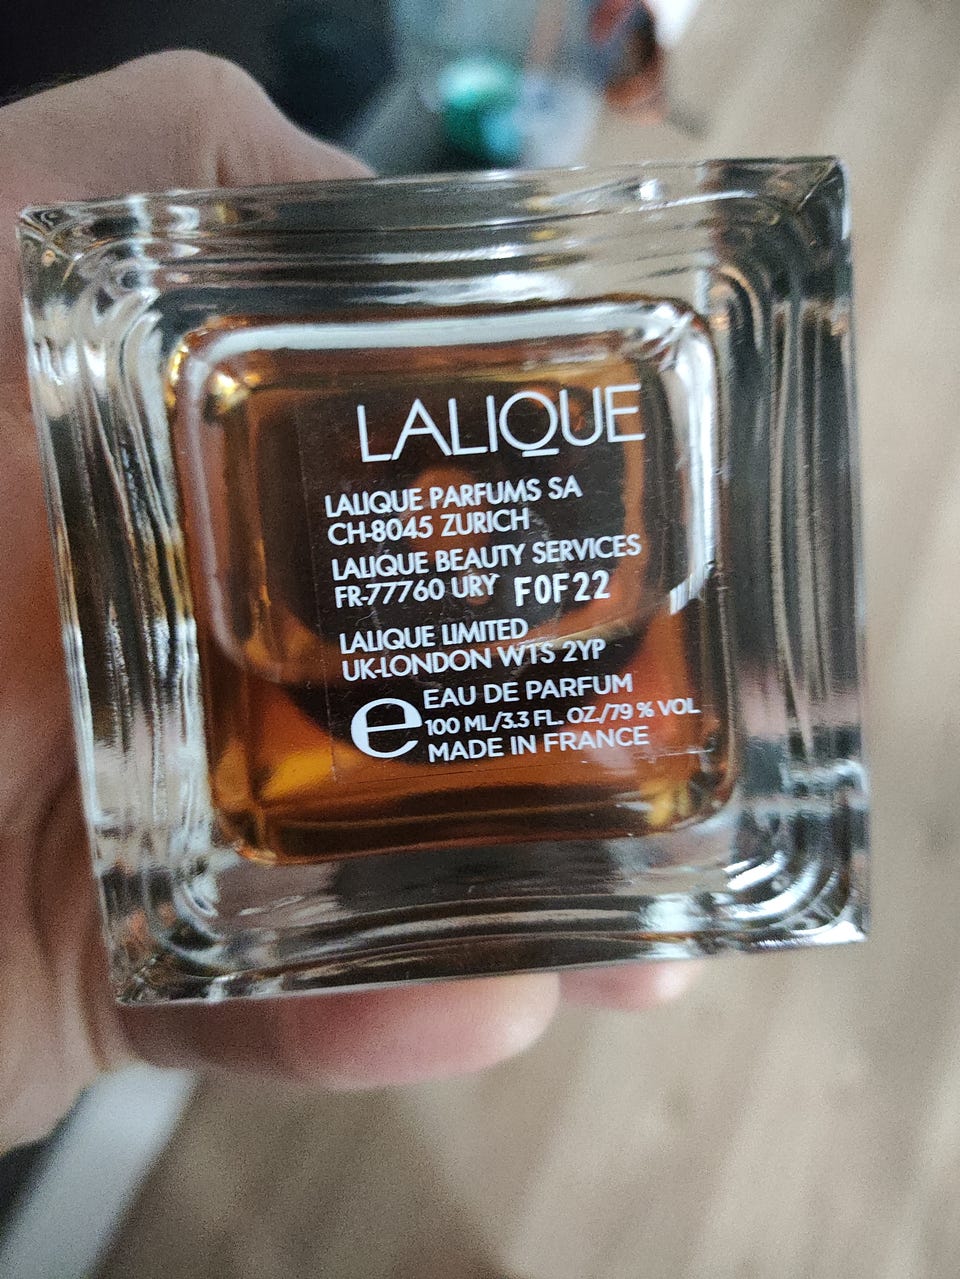 LALIQUE
LALIQUE PARFUMS SA
CH-8045 ZURICH
LALIQUE BEAUTY SERVICES
FR-77760 URY F0F22
LALIQUE LIMITED
UK-LONDON WTS 2YP
e EAU DE PARFUM
100 ML/3.3 FL. OZ./79 % VOL
MADE IN FRANCE